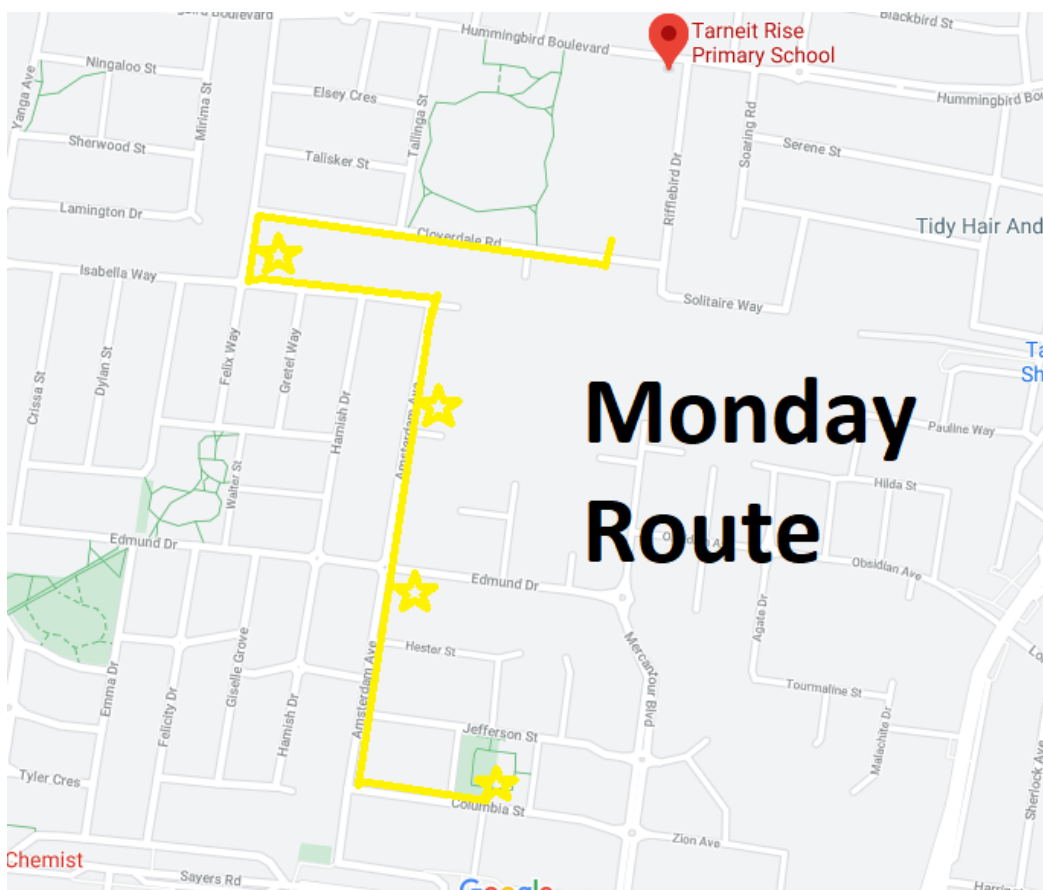 Boulevard
Hummingbird Boulevard
Blackbird St
Tarneit Rise
Primary School
Ningaloo St
Yanga Ave
Mirima St
Elsey Cres
Tallinga St
Hummingbird
Sherwood St
Talisker St
Soaring Rd
Serene St
Riflebird Dr
Lamington Dr
Cloverdale Rd
Tidy Hair And
Isabella Way
Solitaire Way
Felix Way
Gretel Way
Crissa St
Dylan St
Hamish Dr
Amsterdam Ave
Monday
Route
Pauline Way
Walter St
Hilda St
Edmund Dr
Obsidian Ave
Obsidian Ave
Edmund Dr
Agate Dr
Mercantour Blvd
Hester St
Giselle Grove
Emma Dr
Felicity Dr
Hamish Dr
Amsterdam Ave
Tourmaline St
Jefferson St
Malachite Dr
Tyler Cres
Columbia St
Sherlock Ave
Zion Ave
Chemist
Sayers Rd
Google